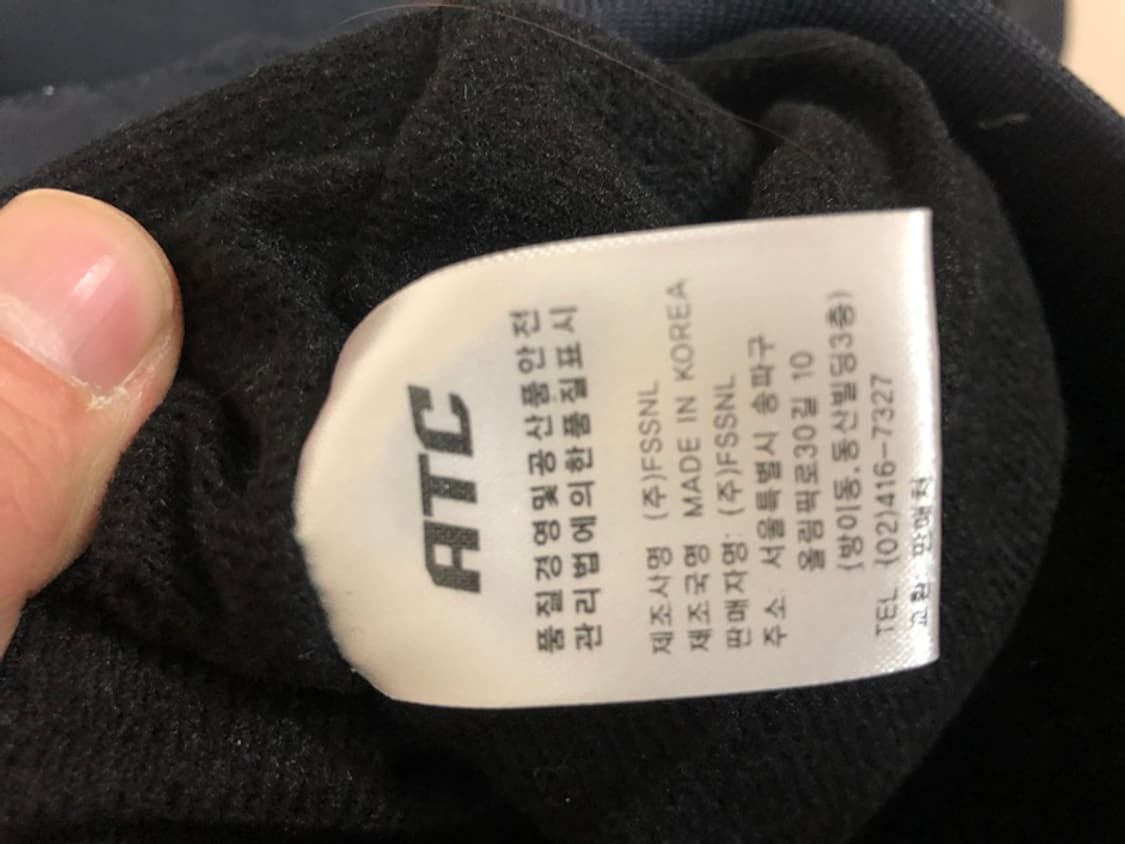 ATC
품질경영및공산품안전
관리법에의한품질표시
제조사명 (주)FSSNL
제조국명 MADE IN KOREA
판매자명: (주)FSSNL
주소 서울특별시 송파구
올림픽로30길 10
(방이동.동산빌딩3층)
TEL (02)416-7327
교환: 판매처